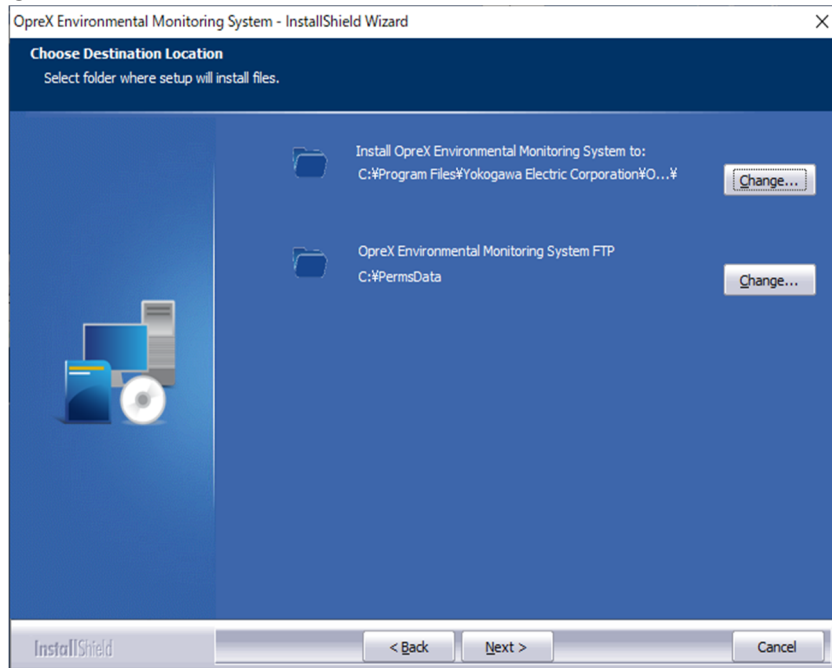 OpreX Environmental Monitoring System - InstallShield Wizard
Choose Destination Location
Select folder where setup will install files.
Install OpreX Environmental Monitoring System to:
C:¥Program Files¥Yokogawa Electric Corporation¥O...¥
Change...
OpreX Environmental Monitoring System FTP
C:¥PermsData
Change...
InstallShield
< Back
Next >
Cancel